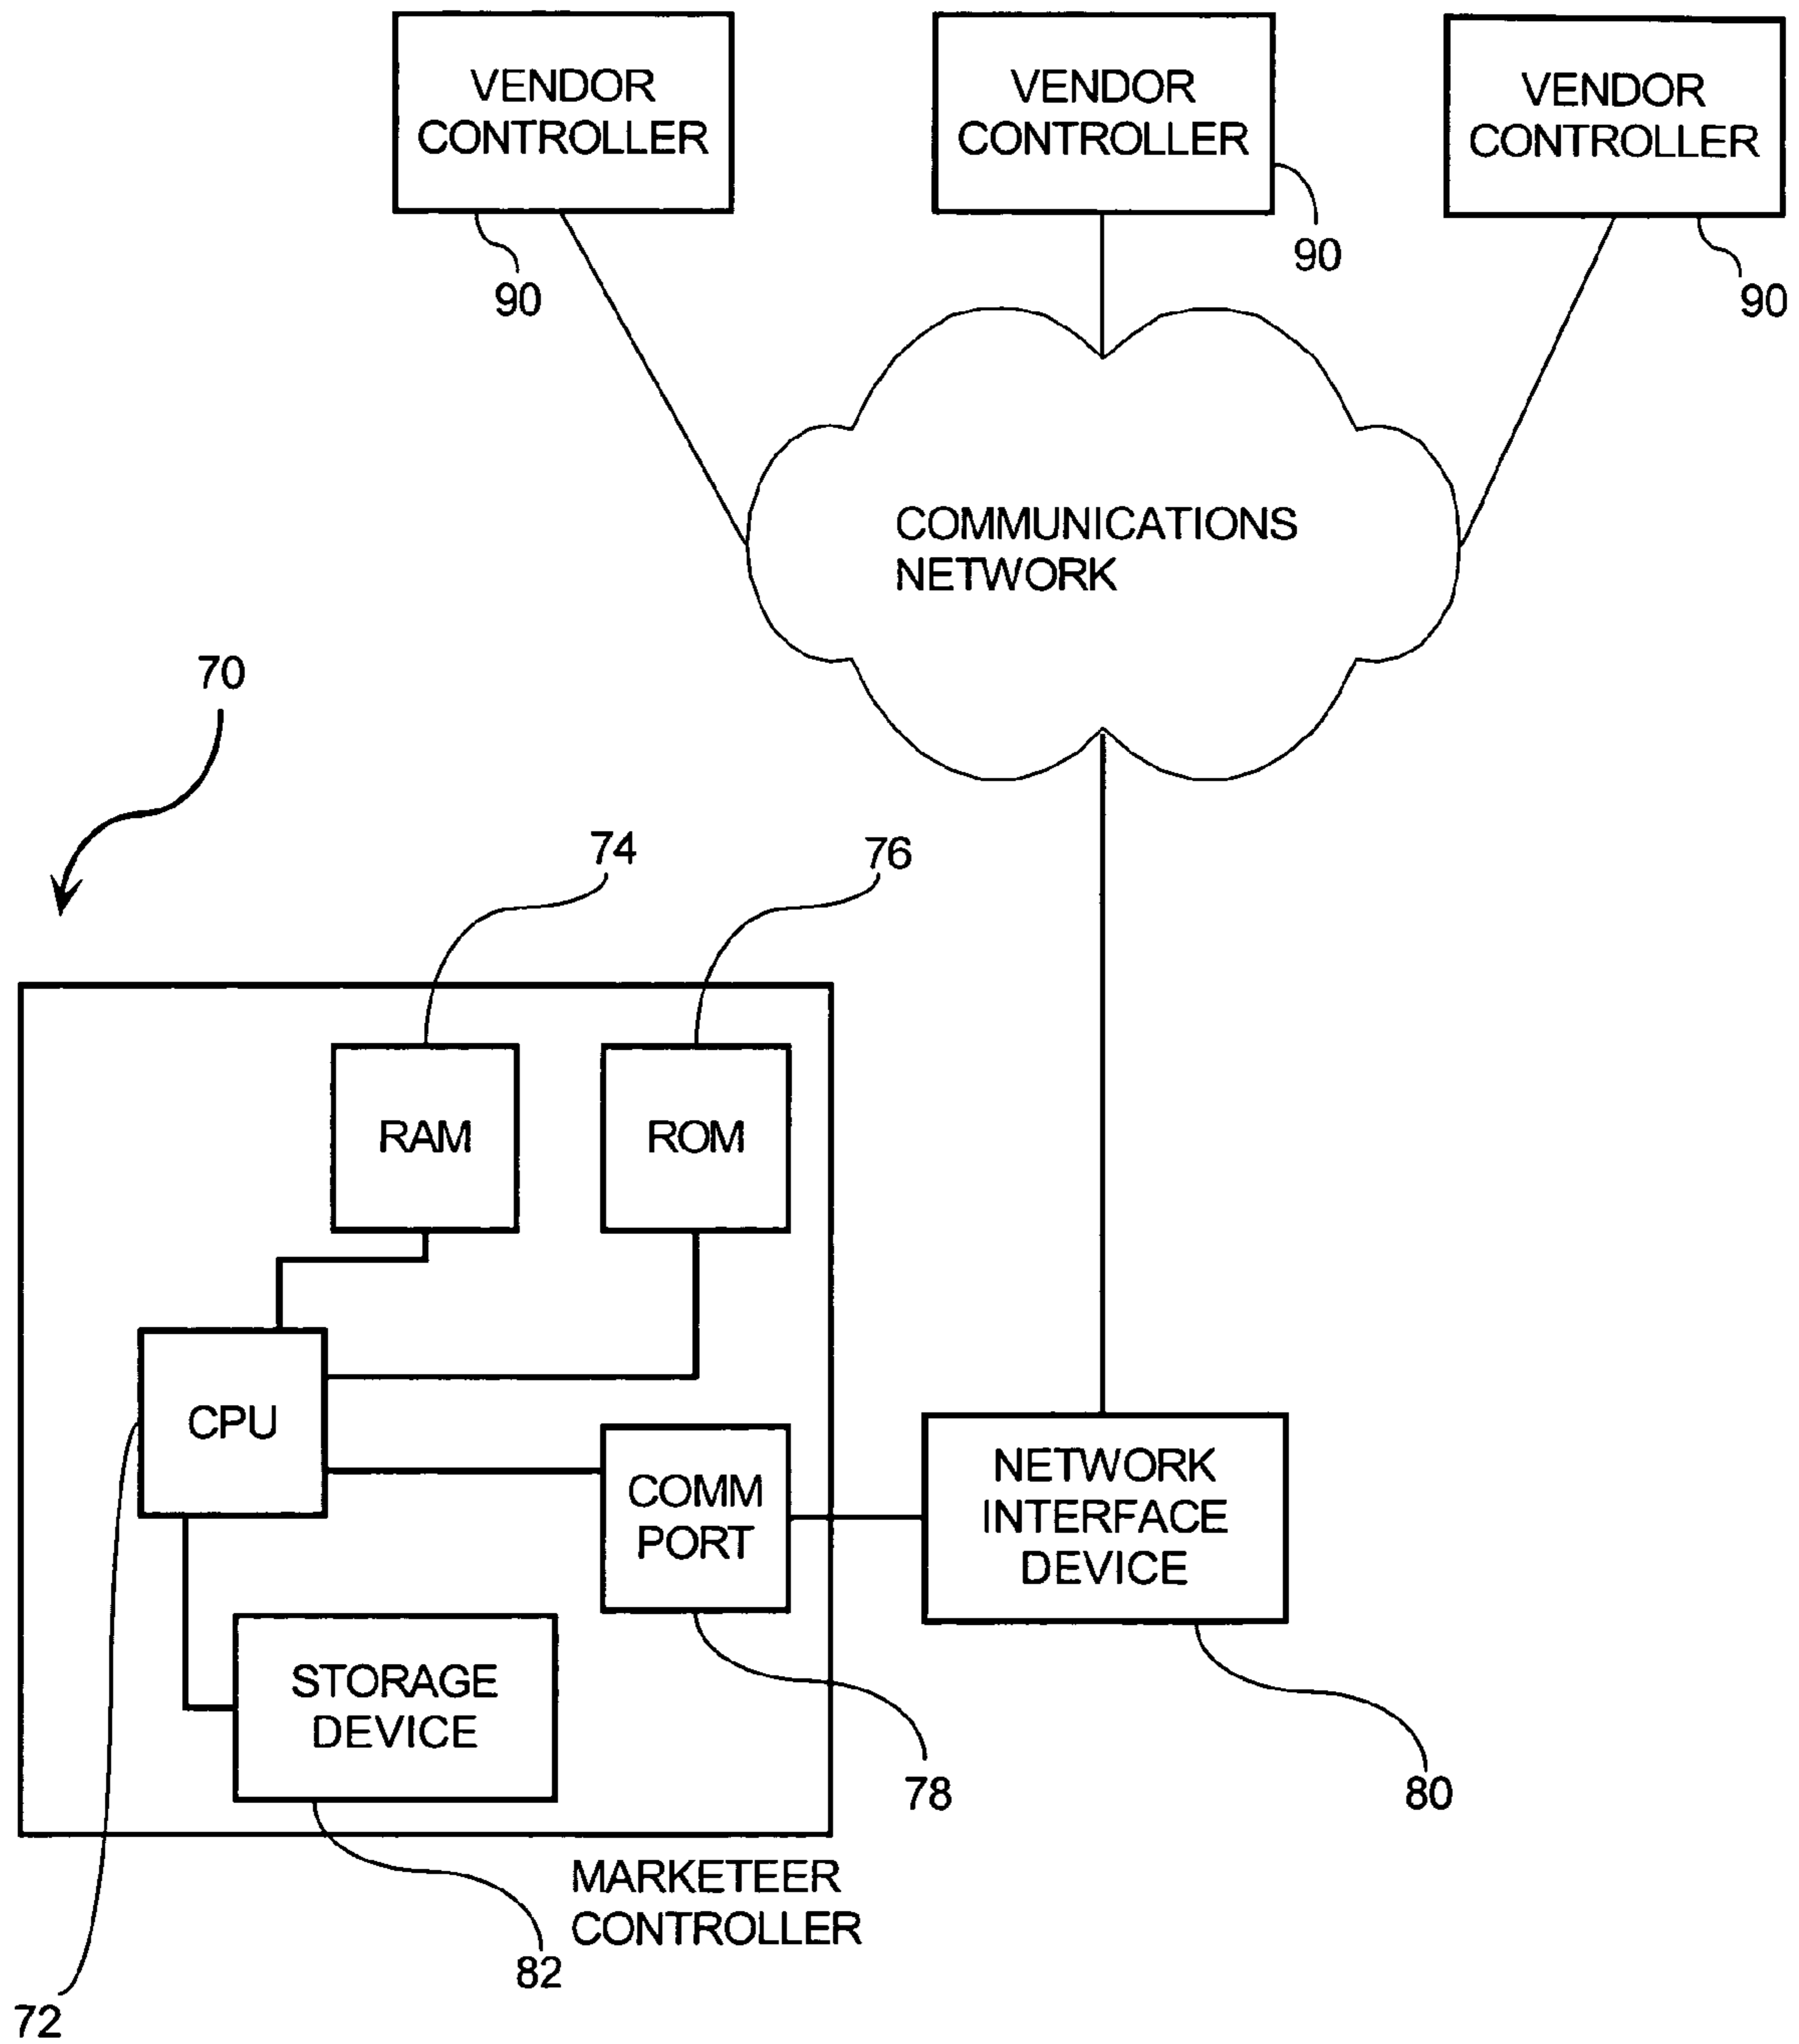 VENDOR
CONTROLLER
VENDOR
CONTROLLER
VENDOR
CONTROLLER
90
90
90
COMMUNICATIONS
NETWORK
70
74
76
RAM
ROM
CPU
COMM
PORT
NETWORK
INTERFACE
DEVICE
STORAGE
DEVICE
78
80
MARKETEER
CONTROLLER
82
72